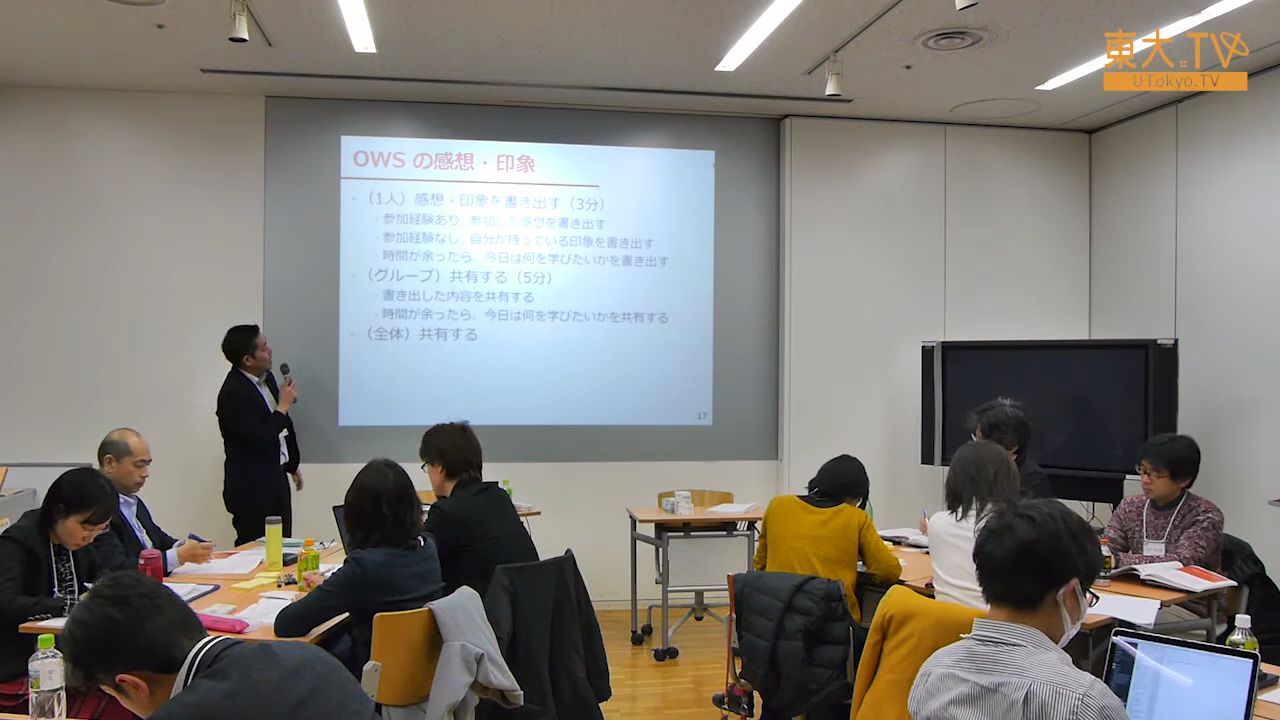 東大TV
UTokyo.TV
OWS の感想・印象
（1人）感想・印象を書き出す（3分）
参加経験あり：参加した感想を書き出す
参加経験なし：自分が持っている印象を書き出す
時間が余ったら、今日は何を学びたいかを書き出す
（グループ）共有する（5分）
書き出した内容を共有する
時間が余ったら、今日は何を学びたいかを共有する
（全体）共有する
17